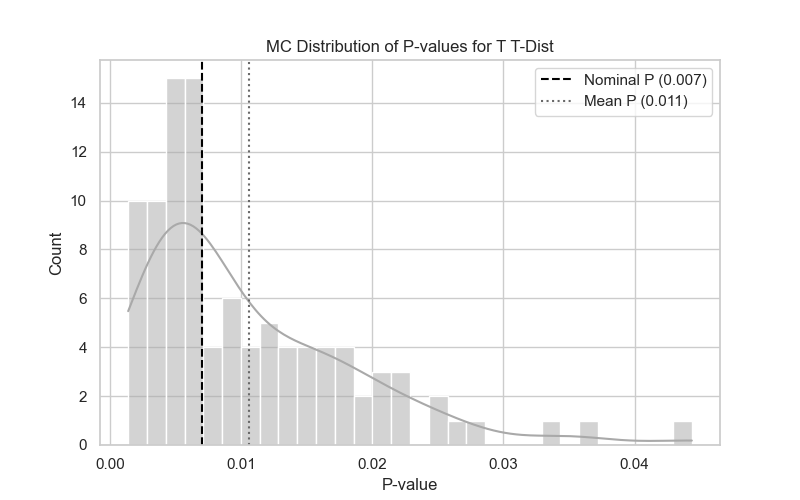 MC Distribution of P-values for T T-Dist
Nominal P (0.007)
Mean P (0.011)
Count
14
12
10
8
6
4
2
0
0.00
0.01
0.02
0.03
0.04
P-value